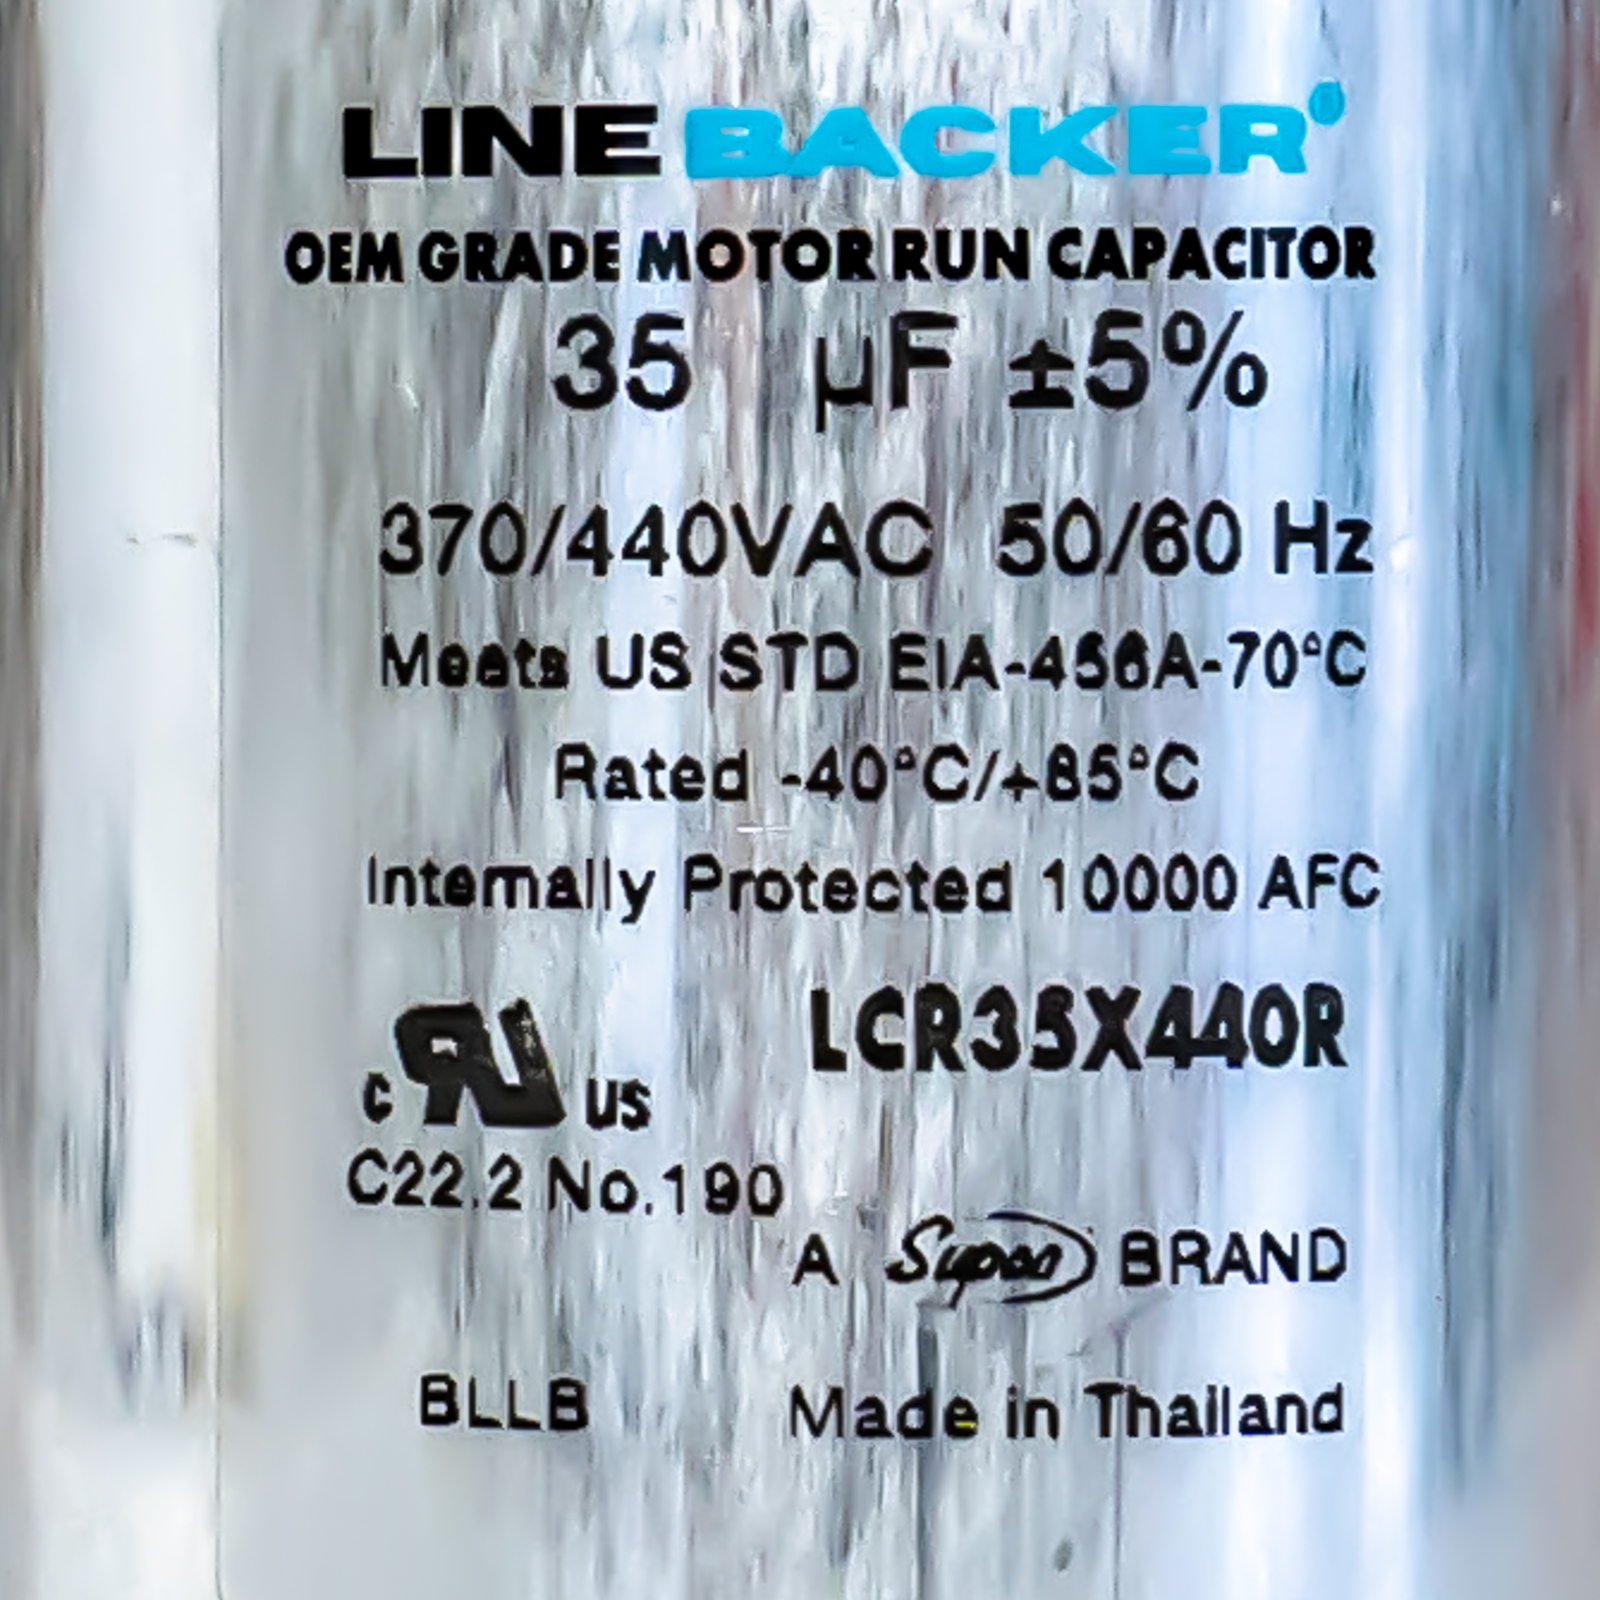 LINE BACKER®
OEM GRADE MOTOR RUN CAPACITOR
35 µF ±5%
370/440VAC 50/60 Hz
Meets US STD EIA-456A-70°C
Rated -40°C/+85°C
Internally Protected 10000 AFC
LCR35X440R
c RU US
C22.2 No.190
A Supco BRAND
BLLB Made in Thailand